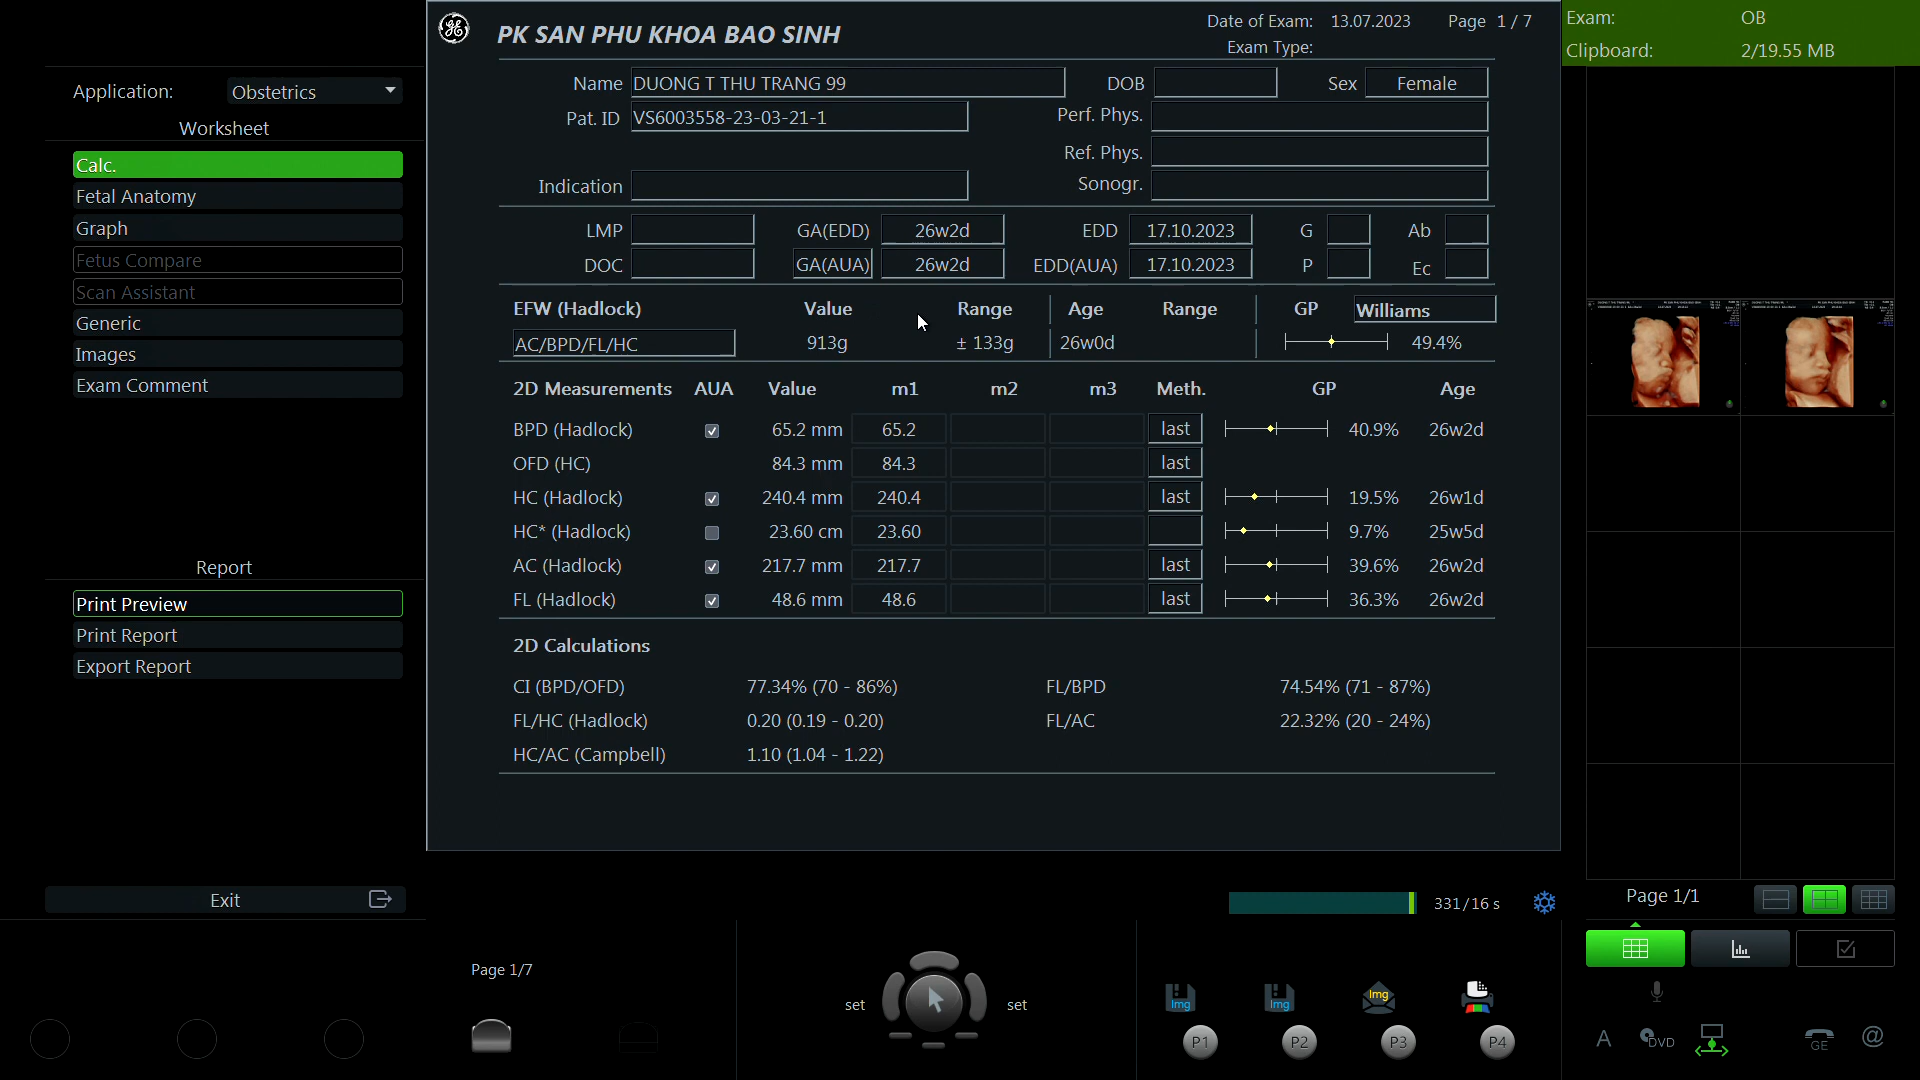 PK SAN PHU KHOA BAO SINH
Date of Exam: 13.07.2023 Page 1 / 7
Exam Type:
Exam: OB
Clipboard: 2/19.55 MB
Application: Obstetrics
Worksheet
Calc.
Fetal Anatomy
Graph
Fetus Compare
Scan Assistant
Generic
Images
Exam Comment
Report
Print Preview
Print Report
Export Report
Exit
Name DUONG T THU TRANG 99 DOB Sex Female
Pat. ID VS6003558-23-03-21-1 Perf. Phys.
Ref. Phys.
Indication Sonogr.
LMP GA(EDD) 26w2d EDD 17.10.2023 G Ab
DOC GA(AUA) 26w2d EDD(AUA) 17.10.2023 P Ec
EFW (Hadlock) Value Range Age Range GP Williams
AC/BPD/FL/HC 913g ± 133g 26w0d 49.4%
2D Measurements AUA Value m1 m2 m3 Meth. GP Age
BPD (Hadlock) 65.2 mm 65.2 last 40.9% 26w2d
OFD (HC) 84.3 mm 84.3 last
HC (Hadlock) 240.4 mm 240.4 last 19.5% 26w1d
HC* (Hadlock) 23.60 cm 23.60 9.7% 25w5d
AC (Hadlock) 217.7 mm 217.7 last 39.6% 26w2d
FL (Hadlock) 48.6 mm 48.6 last 36.3% 26w2d
2D Calculations
CI (BPD/OFD) 77.34% (70 - 86%) FL/BPD 74.54% (71 - 87%)
FL/HC (Hadlock) 0.20 (0.19 - 0.20) FL/AC 22.32% (20 - 24%)
HC/AC (Campbell) 1.10 (1.04 - 1.22)
331/16 s
Page 1/1
Page 1/7
set set
Img Img Img
P1 P2 P3 P4
A DVD GE @